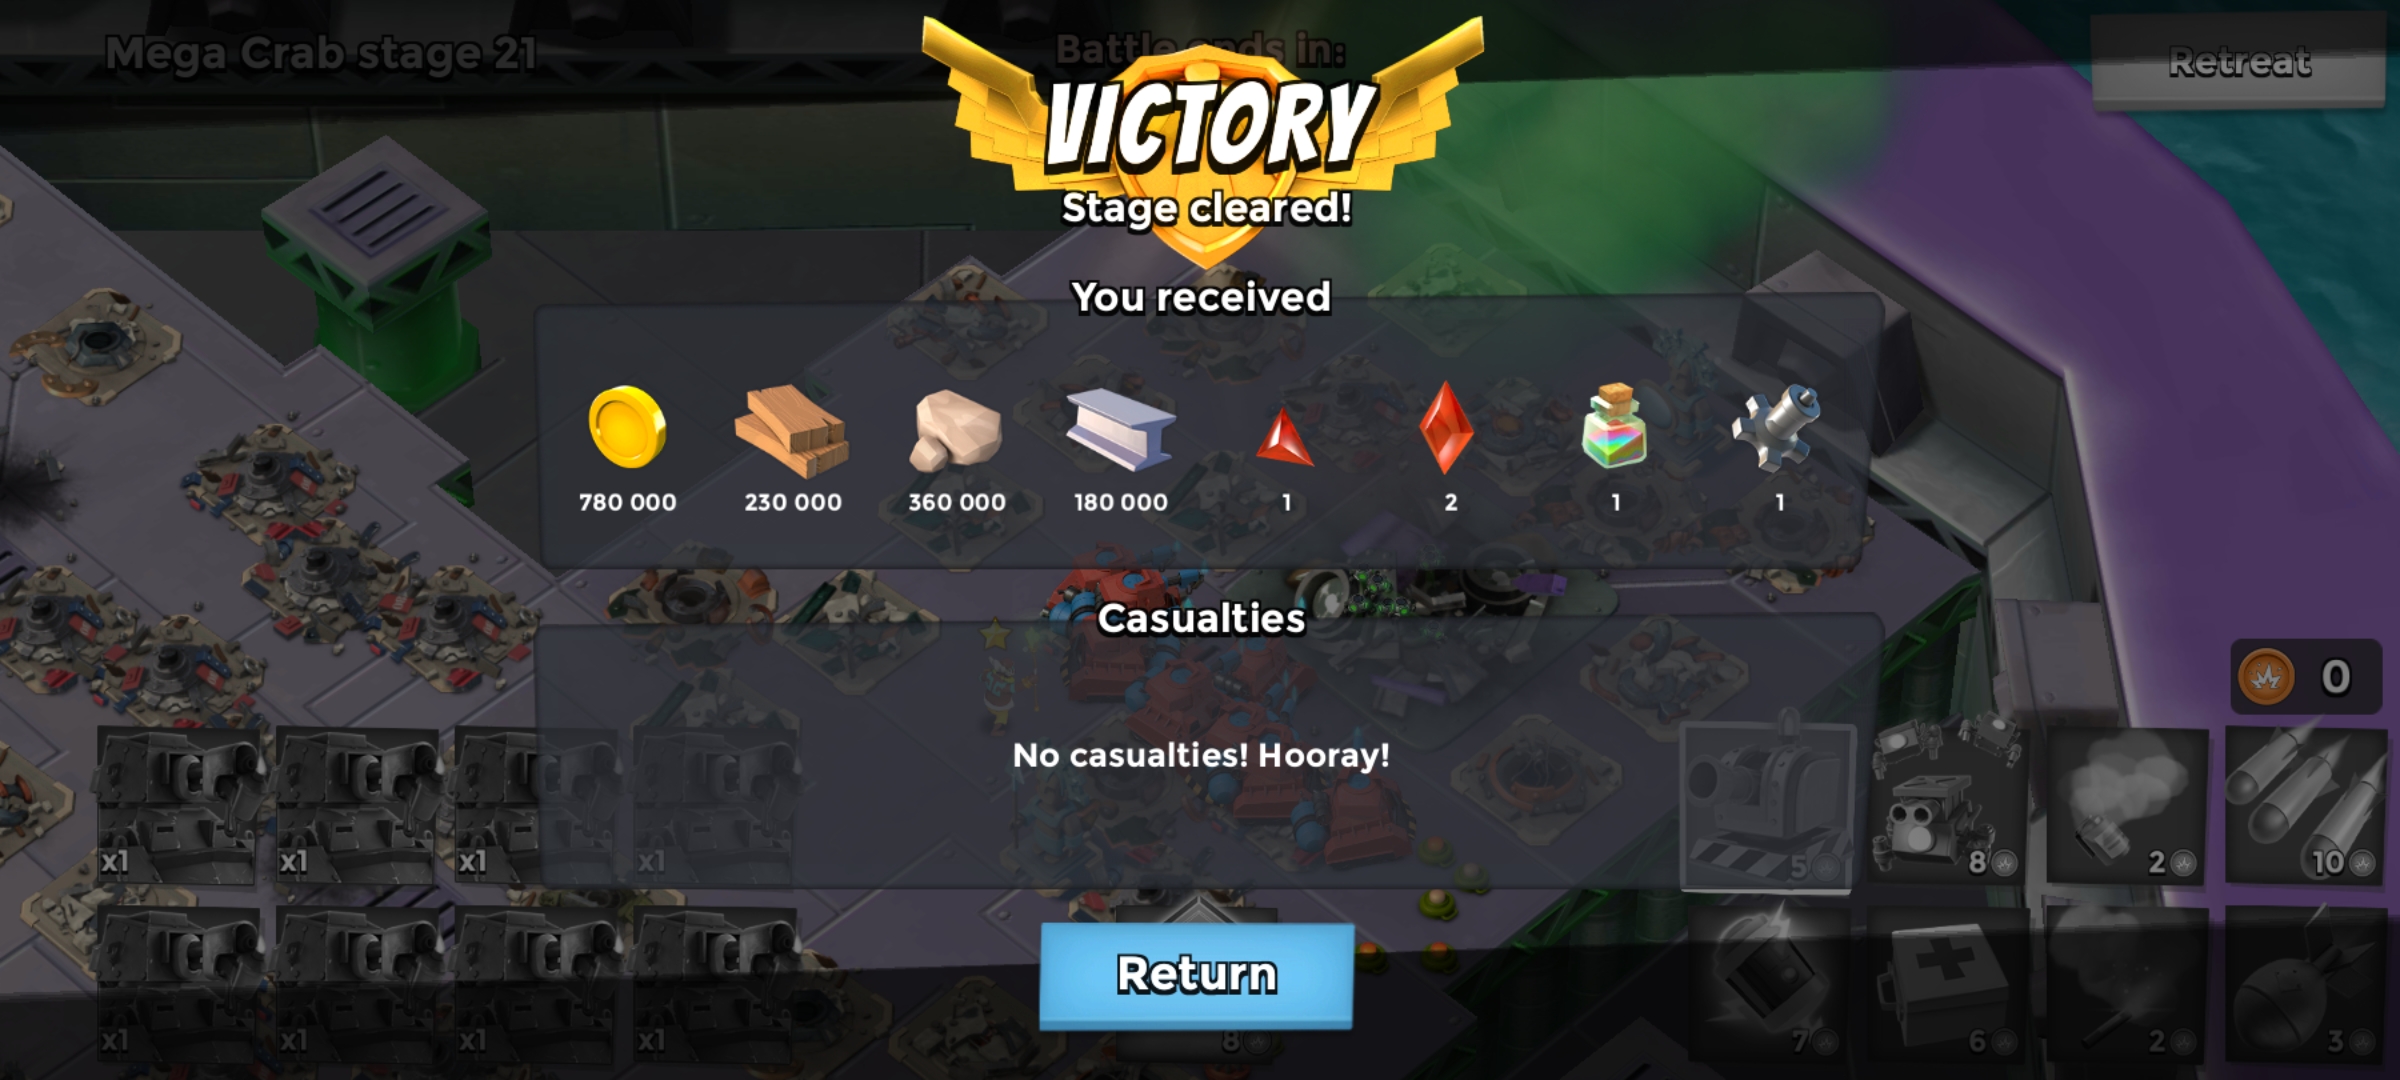 Mega Crab stage 21
Battle ends in:
Retreat
VICTORY
Stage cleared!
You received
780 000
230 000
360 000
180 000
1
2
1
1
Casualties
No casualties! Hooray!
0
x1
x1
x1
x1
5
8
2
10
Return
x1
x1
x1
x1
8
7
6
2
3